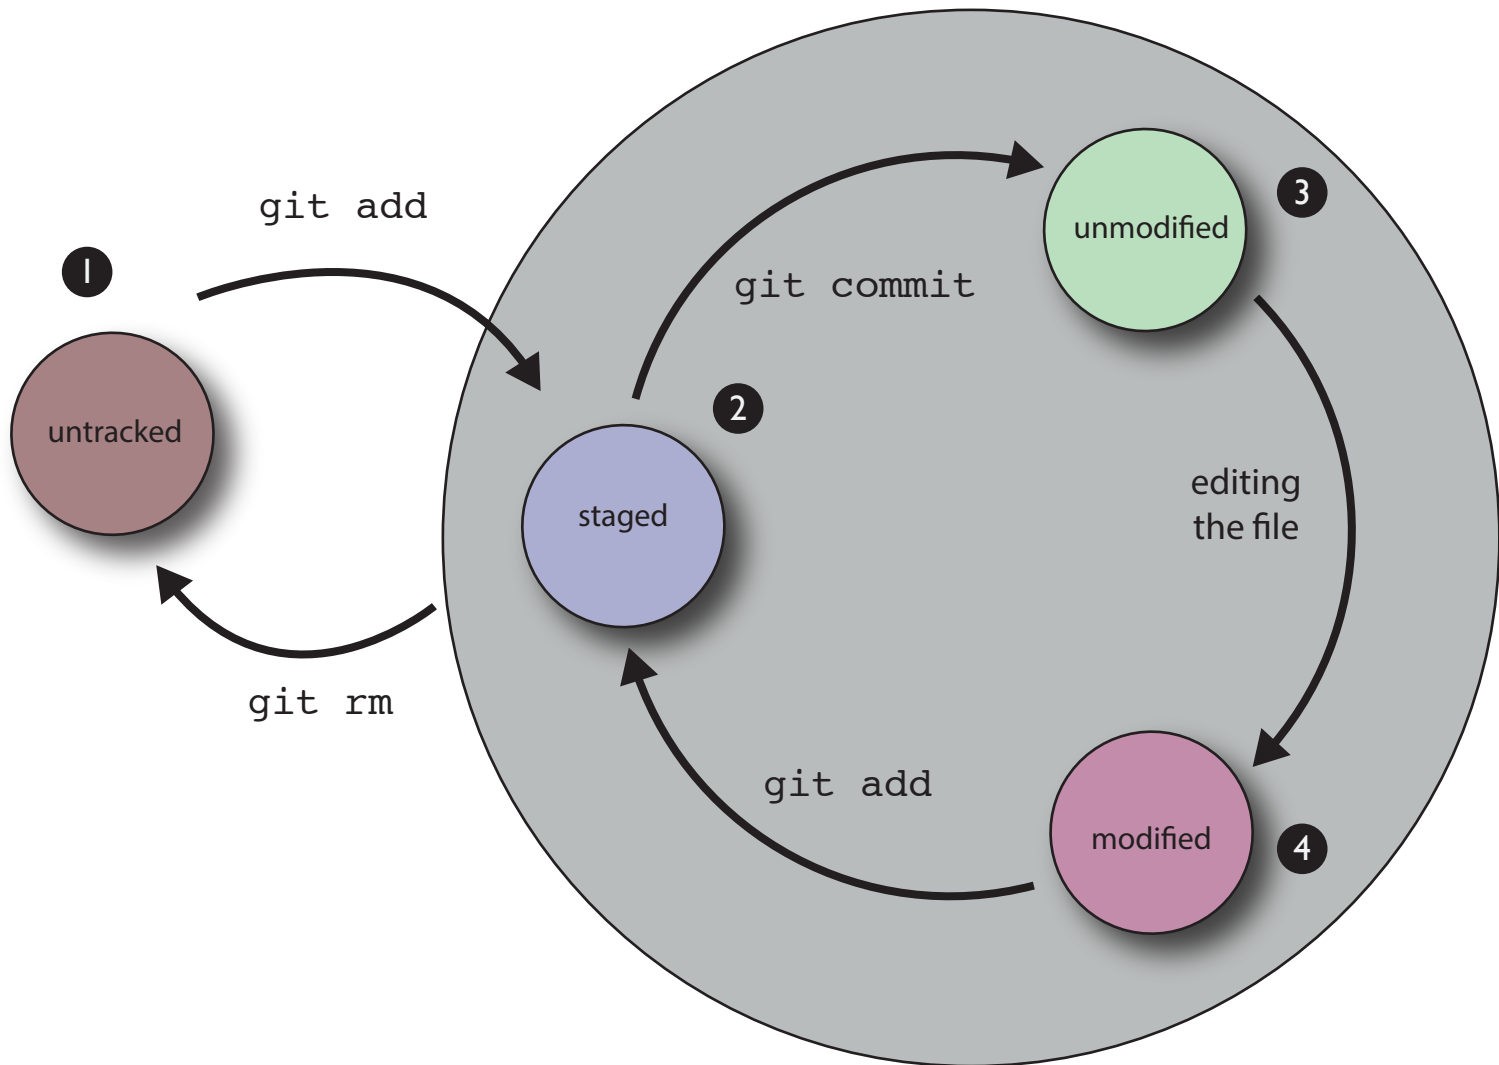 git add
1
untracked
git rm
git commit
2
staged
unmodified
3
editing
the file
git add
modified
4